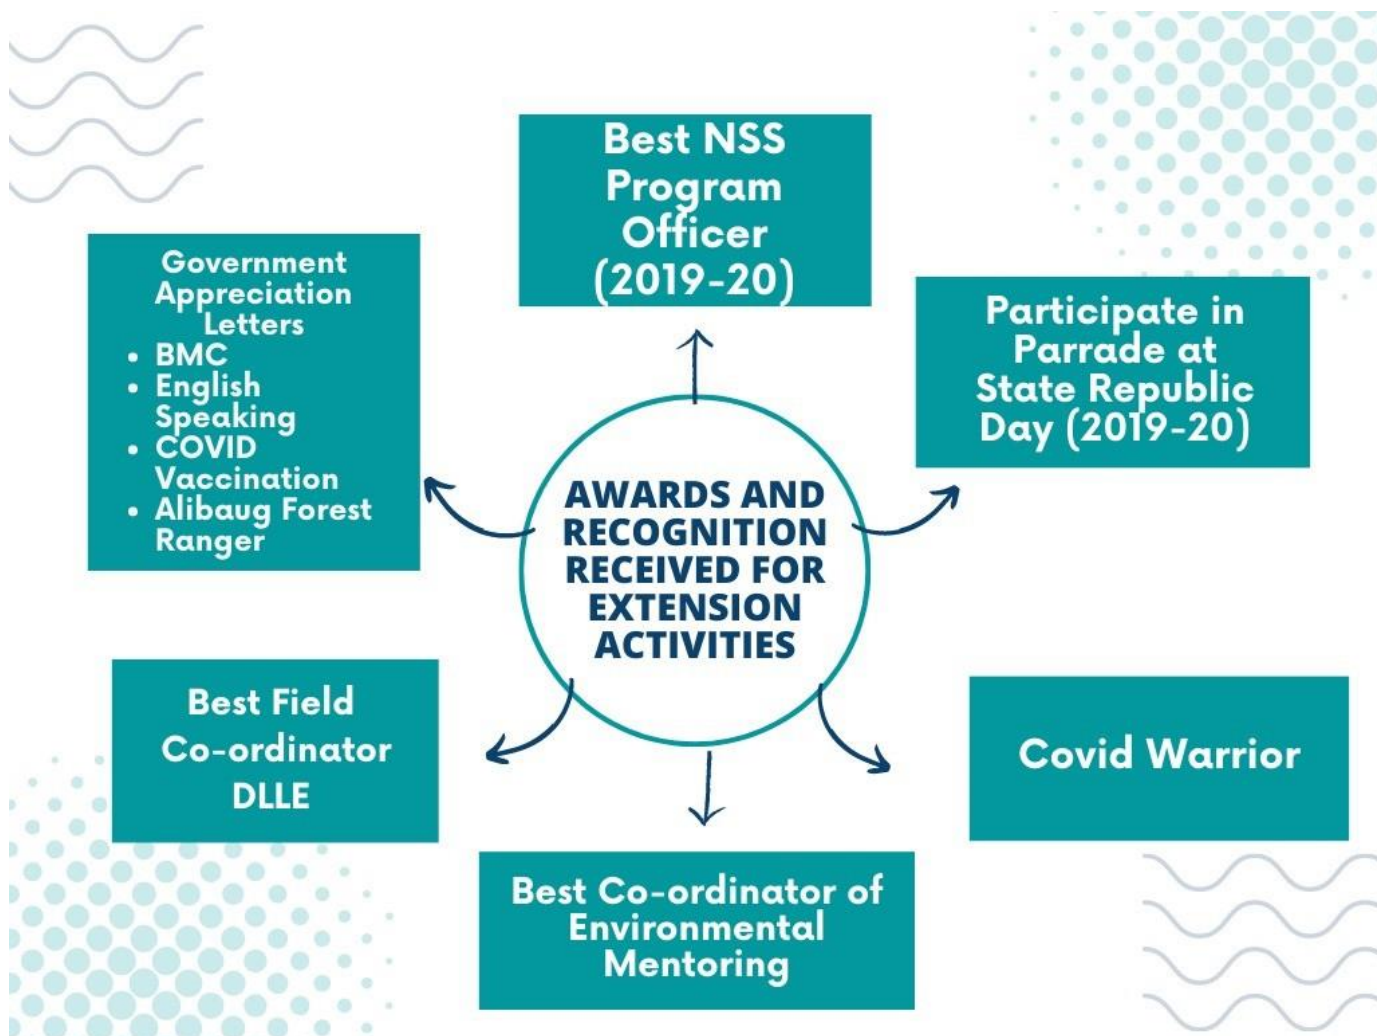 Best NSS
Program
Officer
(2019-20)
Government
Appreciation
Letters
• BMC
• English
Speaking
• COVID
Vaccination
• Alibaug Forest
Ranger
Participate in
Parrade at
State Republic
Day (2019-20)
AWARDS AND
RECOGNITION
RECEIVED FOR
EXTENSION
ACTIVITIES
Best Field
Co-ordinator
DLLE
Covid Warrior
Best Co-ordinator of
Environmental
Mentoring